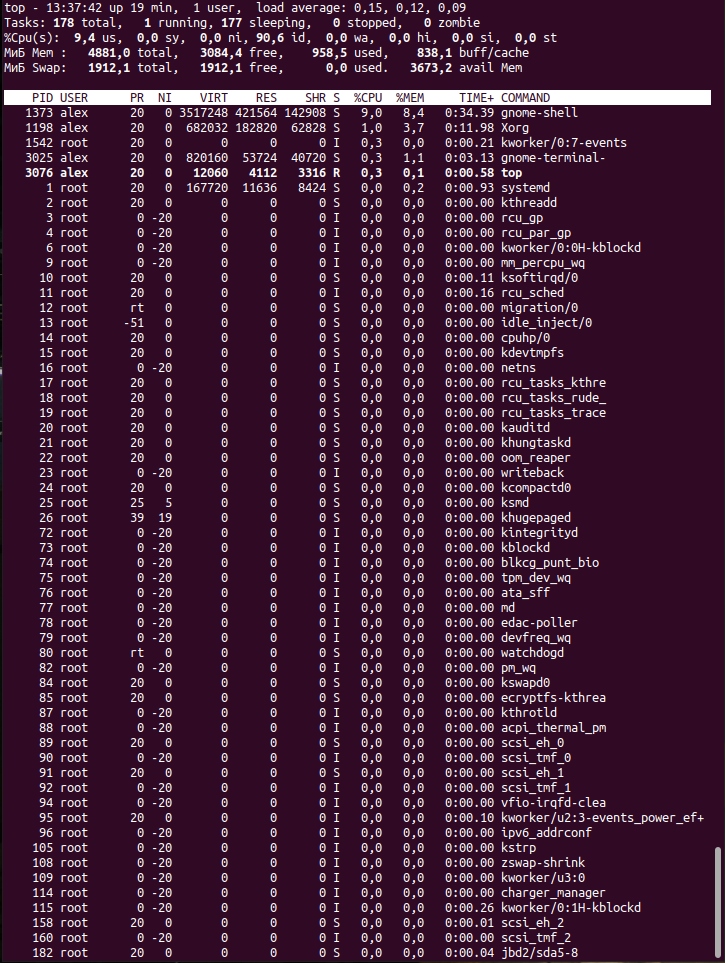 top - 13:37:42 up 19 min,  1 user,  load average: 0,15, 0,12, 0,09
Tasks: 178 total,   1 running, 177 sleeping,   0 stopped,   0 zombie
%Cpu(s):  9,4 us,  0,0 sy,  0,0 ni, 90,6 id,  0,0 wa,  0,0 hi,  0,0 si,  0,0 st
МиБ Mem :   4881,0 total,   3084,4 free,    958,5 used,    838,1 buff/cache
МиБ Swap:   1912,1 total,   1912,1 free,      0,0 used.   3673,2 avail Mem
PID USER      PR  NI    VIRT    RES    SHR S  %CPU  %MEM     TIME+ COMMAND
1373 alex      20   0 3517248 421564 142908 S   9,0   8,4   0:34.39 gnome-shell
1198 alex      20   0  682032 182820  62828 S   1,0   3,7   0:11.98 Xorg
1542 root      20   0       0      0      0 I   0,3   0,0   0:00.21 kworker/0:7-events
3025 alex      20   0  820160  53724  40720 S   0,3   1,1   0:03.13 gnome-terminal-
3076 alex      20   0   12060   4112   3316 R   0,3   0,1   0:00.58 top
1 root      20   0  167720  11636   8424 S   0,0   0,2   0:00.93 systemd
2 root      20   0       0      0      0 S   0,0   0,0   0:00.00 kthreadd
3 root       0 -20       0      0      0 I   0,0   0,0   0:00.00 rcu_gp
4 root       0 -20       0      0      0 I   0,0   0,0   0:00.00 rcu_par_gp
6 root       0 -20       0      0      0 I   0,0   0,0   0:00.00 kworker/0:0H-kblockd
9 root       0 -20       0      0      0 I   0,0   0,0   0:00.00 mm_percpu_wq
10 root      20   0       0      0      0 S   0,0   0,0   0:00.11 ksoftirqd/0
11 root      20   0       0      0      0 I   0,0   0,0   0:00.16 rcu_sched
12 root      rt   0       0      0      0 S   0,0   0,0   0:00.00 migration/0
13 root     -51   0       0      0      0 S   0,0   0,0   0:00.00 idle_inject/0
14 root      20   0       0      0      0 S   0,0   0,0   0:00.00 cpuhp/0
15 root      20   0       0      0      0 S   0,0   0,0   0:00.00 kdevtmpfs
16 root       0 -20       0      0      0 I   0,0   0,0   0:00.00 netns
17 root      20   0       0      0      0 S   0,0   0,0   0:00.00 rcu_tasks_kthre
18 root      20   0       0      0      0 S   0,0   0,0   0:00.00 rcu_tasks_rude_
19 root      20   0       0      0      0 S   0,0   0,0   0:00.00 rcu_tasks_trace
20 root      20   0       0      0      0 S   0,0   0,0   0:00.00 kauditd
21 root      20   0       0      0      0 S   0,0   0,0   0:00.00 khungtaskd
22 root      20   0       0      0      0 S   0,0   0,0   0:00.00 oom_reaper
23 root       0 -20       0      0      0 I   0,0   0,0   0:00.00 writeback
24 root      20   0       0      0      0 S   0,0   0,0   0:00.00 kcompactd0
25 root      25   5       0      0      0 S   0,0   0,0   0:00.00 ksmd
26 root      39  19       0      0      0 S   0,0   0,0   0:00.00 khugepaged
72 root       0 -20       0      0      0 I   0,0   0,0   0:00.00 kintegrityd
73 root       0 -20       0      0      0 I   0,0   0,0   0:00.00 kblockd
74 root       0 -20       0      0      0 I   0,0   0,0   0:00.00 blkcg_punt_bio
75 root       0 -20       0      0      0 I   0,0   0,0   0:00.00 tpm_dev_wq
76 root       0 -20       0      0      0 I   0,0   0,0   0:00.00 ata_sff
77 root       0 -20       0      0      0 I   0,0   0,0   0:00.00 md
78 root       0 -20       0      0      0 I   0,0   0,0   0:00.00 edac-poller
79 root       0 -20       0      0      0 I   0,0   0,0   0:00.00 devfreq_wq
80 root      rt   0       0      0      0 S   0,0   0,0   0:00.00 watchdogd
82 root       0 -20       0      0      0 I   0,0   0,0   0:00.00 pm_wq
84 root      20   0       0      0      0 S   0,0   0,0   0:00.00 kswapd0
85 root      20   0       0      0      0 S   0,0   0,0   0:00.00 ecryptfs-kthrea
87 root       0 -20       0      0      0 I   0,0   0,0   0:00.00 kthrotld
88 root       0 -20       0      0      0 I   0,0   0,0   0:00.00 acpi_thermal_pm
89 root      20   0       0      0      0 S   0,0   0,0   0:00.00 scsi_eh_0
90 root       0 -20       0      0      0 I   0,0   0,0   0:00.00 scsi_tmf_0
91 root      20   0       0      0      0 S   0,0   0,0   0:00.00 scsi_eh_1
92 root       0 -20       0      0      0 I   0,0   0,0   0:00.00 scsi_tmf_1
94 root       0 -20       0      0      0 I   0,0   0,0   0:00.00 vfio-irqfd-clea
95 root      20   0       0      0      0 I   0,0   0,0   0:00.10 kworker/u2:3-events_power_ef+
96 root       0 -20       0      0      0 I   0,0   0,0   0:00.00 ipv6_addrconf
105 root       0 -20       0      0      0 I   0,0   0,0   0:00.00 kstrp
108 root       0 -20       0      0      0 I   0,0   0,0   0:00.00 zswap-shrink
109 root       0 -20       0      0      0 I   0,0   0,0   0:00.00 kworker/u3:0
114 root       0 -20       0      0      0 I   0,0   0,0   0:00.00 charger_manager
115 root       0 -20       0      0      0 I   0,0   0,0   0:00.26 kworker/0:1H-kblockd
158 root      20   0       0      0      0 S   0,0   0,0   0:00.01 scsi_eh_2
160 root       0 -20       0      0      0 I   0,0   0,0   0:00.00 scsi_tmf_2
182 root      20   0       0      0      0 S   0,0   0,0   0:00.04 jbd2/sda5-8